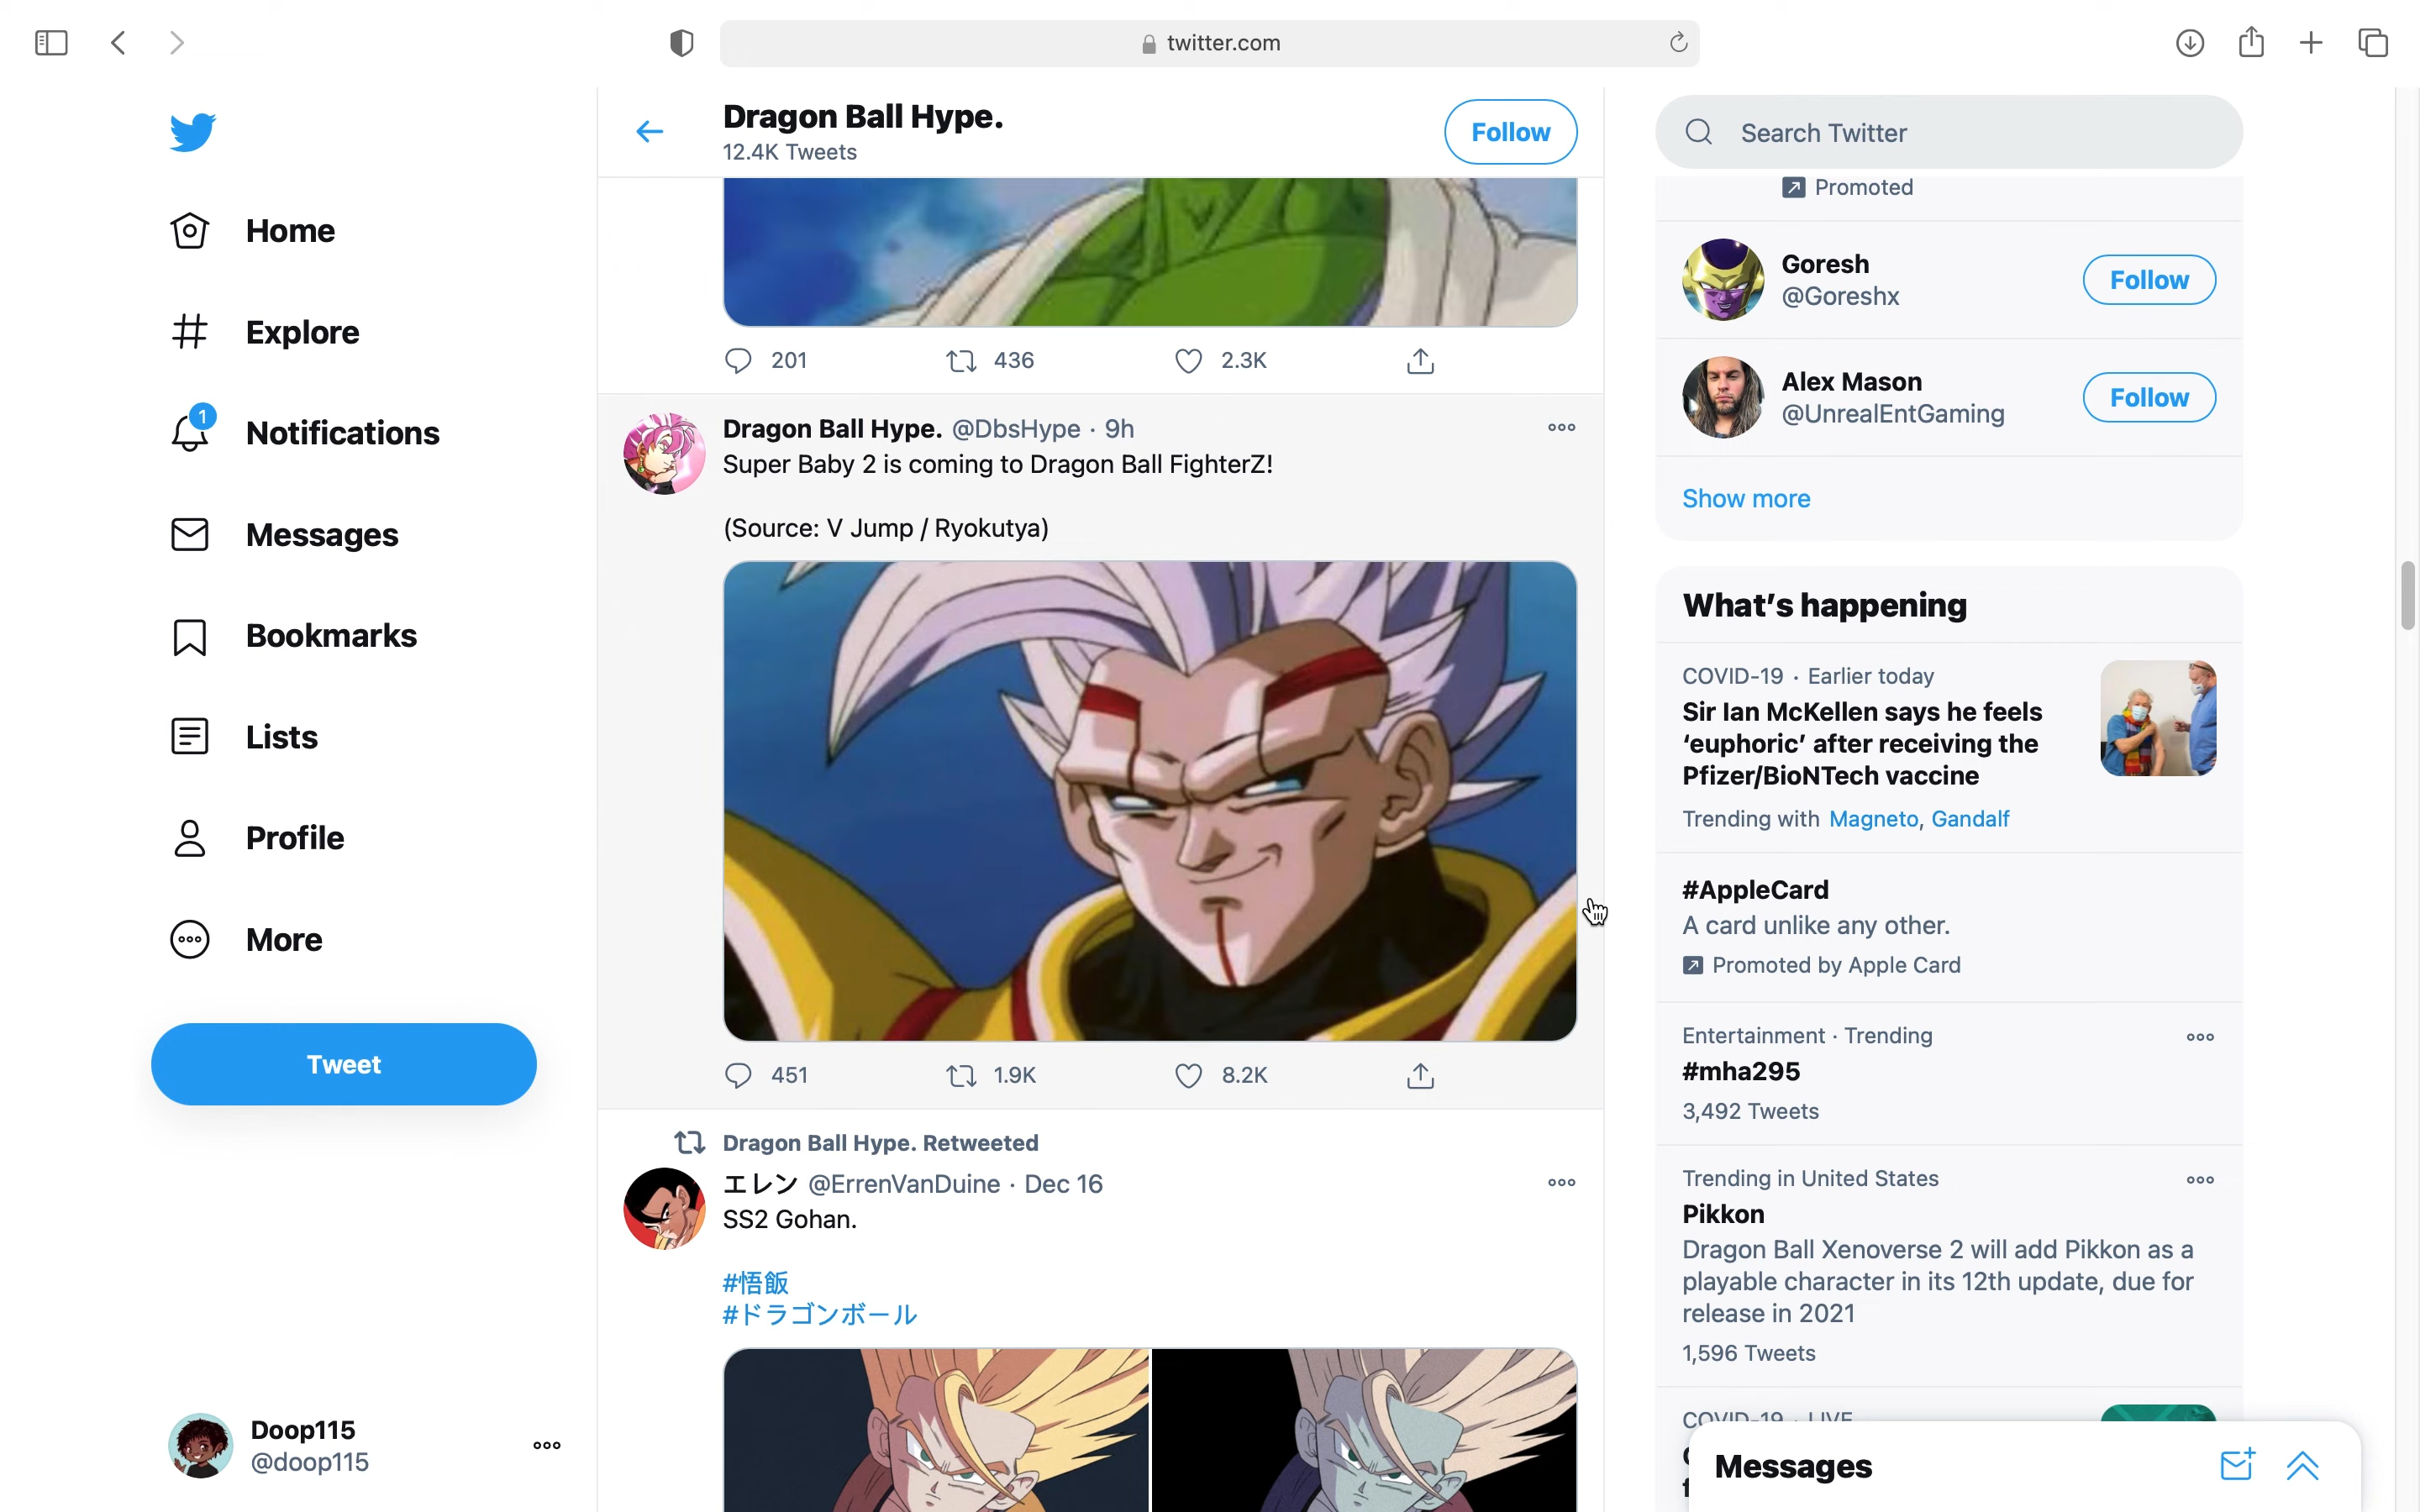 twitter.com
Home
Explore
1
Notifications
Messages
Bookmarks
Lists
Profile
More
Tweet
Doop115
@doop115
Dragon Ball Hype.
12.4K Tweets
Follow
201 436 2.3K
Dragon Ball Hype. @DbsHype · 9h
Super Baby 2 is coming to Dragon Ball FighterZ!
(Source: V Jump / Ryokutya)
451 1.9K 8.2K
Dragon Ball Hype. Retweeted
エレン @ErrenVanDuine · Dec 16
SS2 Gohan.
#悟飯
#ドラゴンボール
Search Twitter
Promoted
Goresh
@Goreshx
Follow
Alex Mason
@UnrealEntGaming
Follow
Show more
What's happening
COVID-19 · Earlier today
Sir Ian McKellen says he feels
‘euphoric’ after receiving the
Pfizer/BioNTech vaccine
Trending with Magneto, Gandalf
#AppleCard
A card unlike any other.
Promoted by Apple Card
Entertainment · Trending
#mha295
3,492 Tweets
Trending in United States
Pikkon
Dragon Ball Xenoverse 2 will add Pikkon as a
playable character in its 12th update, due for
release in 2021
1,596 Tweets
COVID-19 · LIVE
Messages